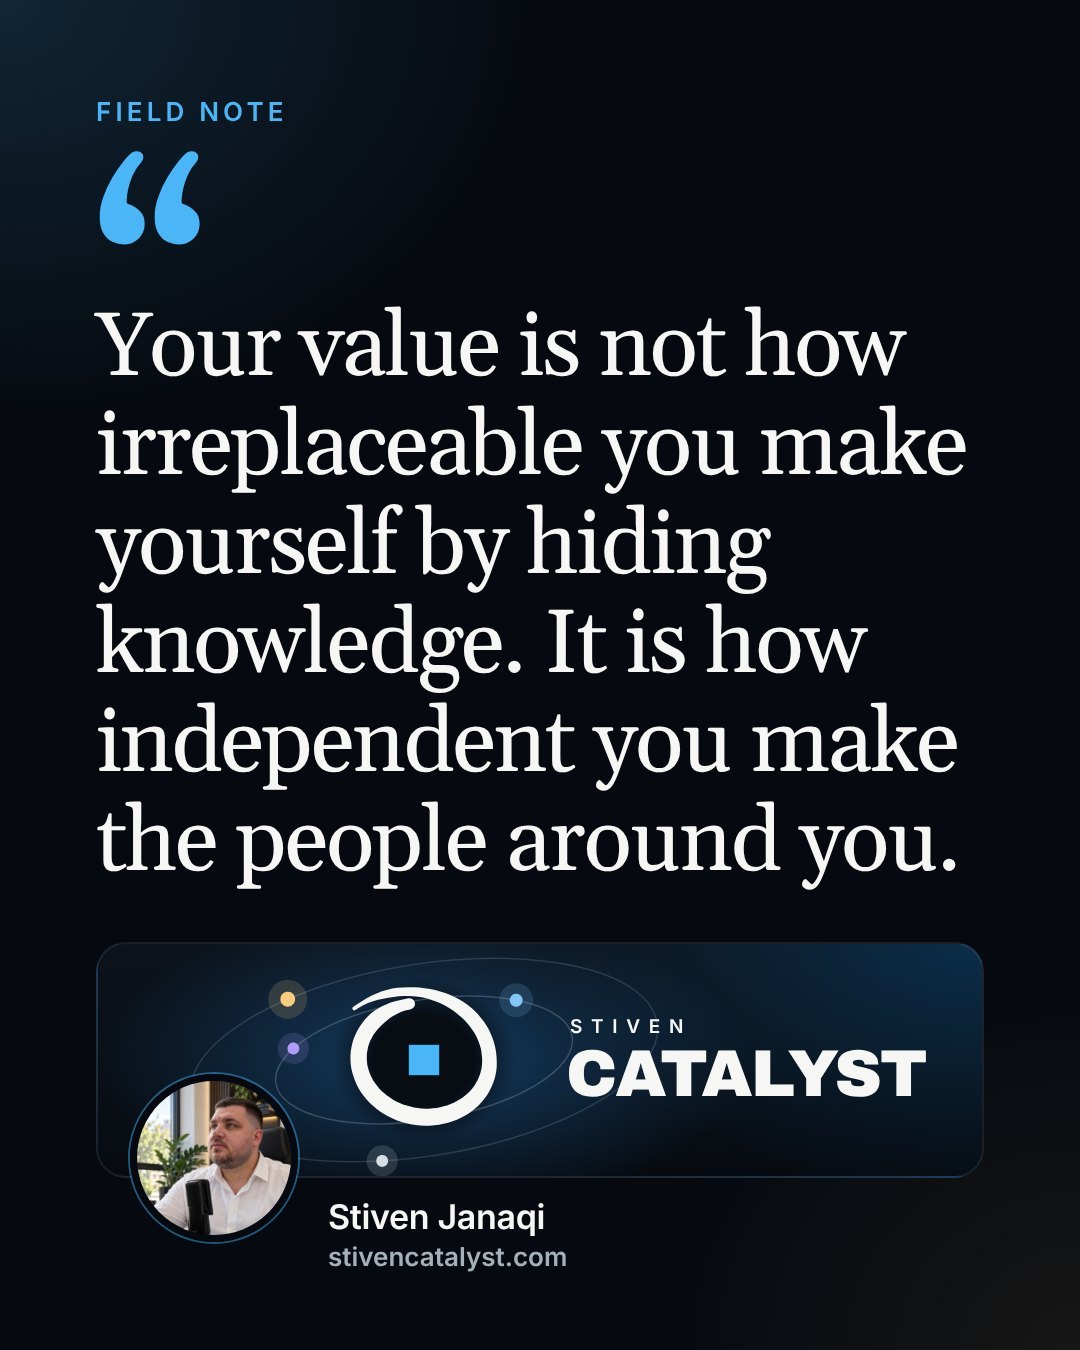 FIELD NOTE
“
Your value is not how
irreplaceable you make
yourself by hiding
knowledge. It is how
independent you make
the people around you.
STIVEN
CATALYST
Stiven Janaqi
stivencatalyst.com